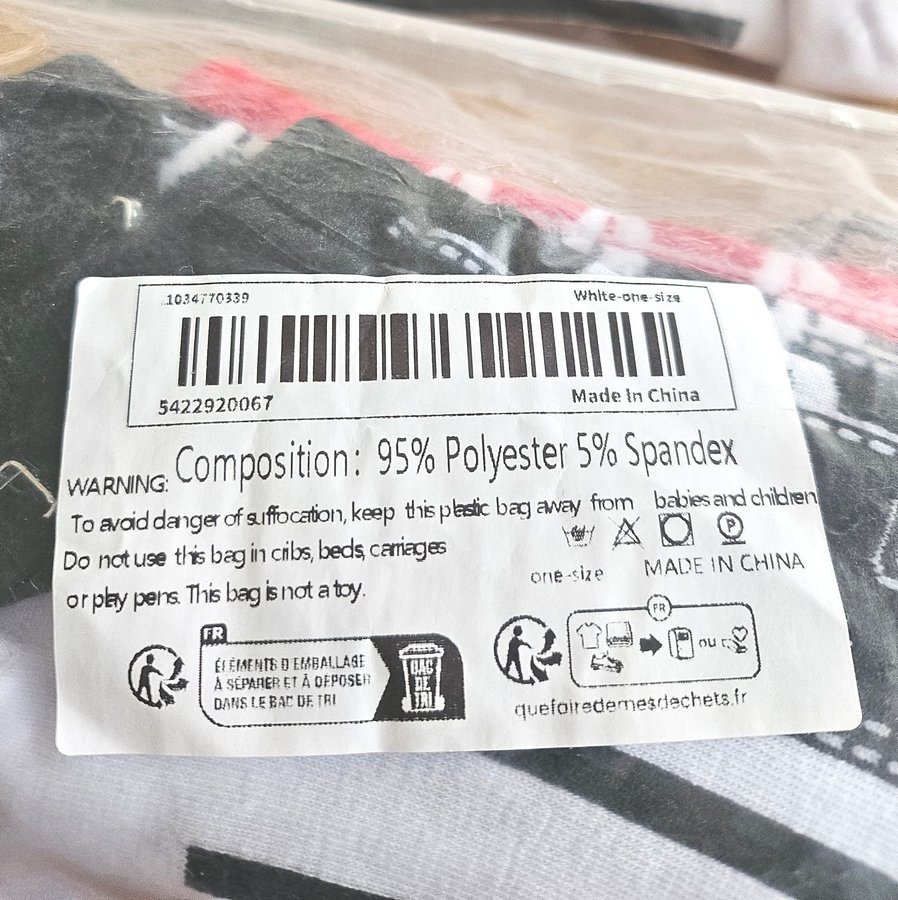 1034770339
White-one-size
5422920067
Made In China
Composition: 95% Polyester 5% Spandex
WARNING:
To avoid danger of suffocation, keep this plastic bag away from babies and children
Do not use this bag in cribs, beds, carriages
or play pens. This bag is not a toy.
P
one-size
MADE IN CHINA
FR
ÉLÉMENTS D'EMBALLAGE
À SÉPARER ET À DÉPOSER
DANS LE BAC DE TRI
BAC
DE
TRI
FR
ou
quefairedemesdechets.fr